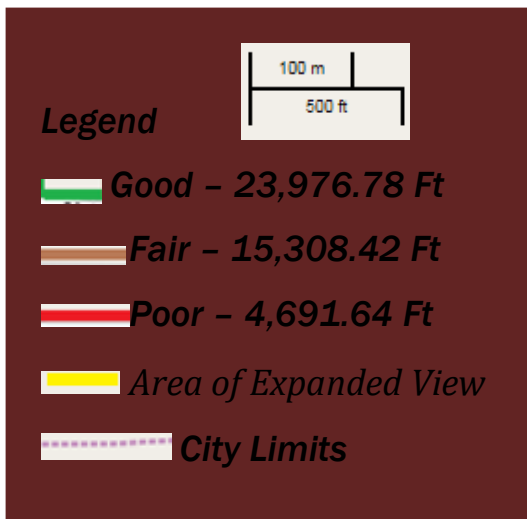 100 m
500 ft
Legend
Good – 23,976.78 Ft
Fair – 15,308.42 Ft
Poor – 4,691.64 Ft
Area of Expanded View
City Limits